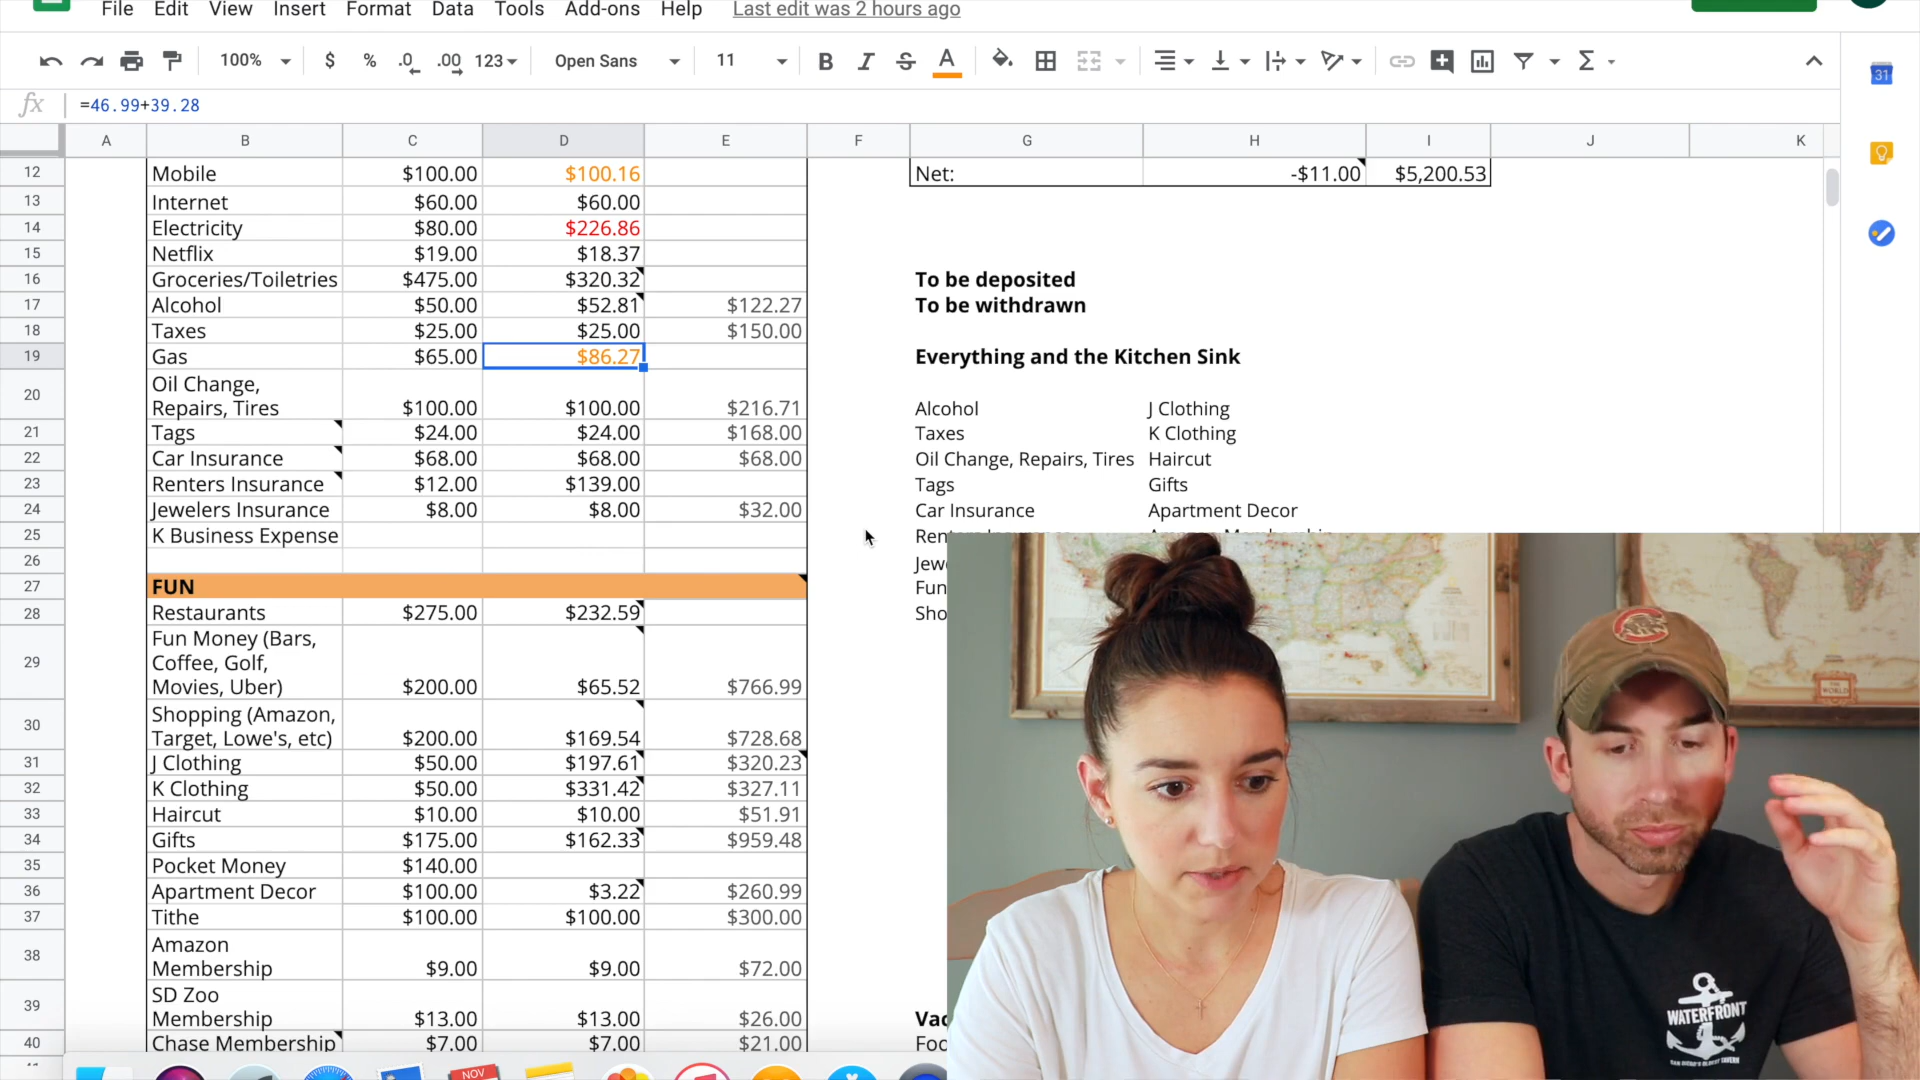 File Edit View Insert Format Data Tools Add-ons Help Last edit was 2 hours ago
100% $ % .0 .00 123 Open Sans 11 B I S A Σ
31
fx =46.99+39.28
A B C D E F G H I J K
12 Mobile $100.00 $100.16 Net: -$11.00 $5,200.53
13 Internet $60.00 $60.00
14 Electricity $80.00 $226.86
15 Netflix $19.00 $18.37
16 Groceries/Toiletries $475.00 $320.32 To be deposited
17 Alcohol $50.00 $52.81 $122.27 To be withdrawn
18 Taxes $25.00 $25.00 $150.00
19 Gas $65.00 $86.27 Everything and the Kitchen Sink
Oil Change,
20 Repairs, Tires $100.00 $100.00 $216.71 Alcohol J Clothing
21 Tags $24.00 $24.00 $168.00 Taxes K Clothing
22 Car Insurance $68.00 $68.00 $68.00 Oil Change, Repairs, Tires Haircut
23 Renters Insurance $12.00 $139.00 Tags Gifts
24 Jewelers Insurance $8.00 $8.00 $32.00 Car Insurance Apartment Decor
25 K Business Expense Ren
26 Jew
27 FUN Fun
28 Restaurants $275.00 $232.59 Sho
Fun Money (Bars,
29 Coffee, Golf,
Movies, Uber) $200.00 $65.52 $766.99
30 Shopping (Amazon,
Target, Lowe's, etc) $200.00 $169.54 $728.68
31 J Clothing $50.00 $197.61 $320.23
32 K Clothing $50.00 $331.42 $327.11
33 Haircut $10.00 $10.00 $51.91
34 Gifts $175.00 $162.33 $959.48
35 Pocket Money $140.00
36 Apartment Decor $100.00 $3.22 $260.99
37 Tithe $100.00 $100.00 $300.00
38 Amazon
Membership $9.00 $9.00 $72.00
39 SD Zoo
Membership $13.00 $13.00 $26.00 Vac
40 Chase Membership $7.00 $7.00 $21.00 Foo
NOV
WATERFRONT